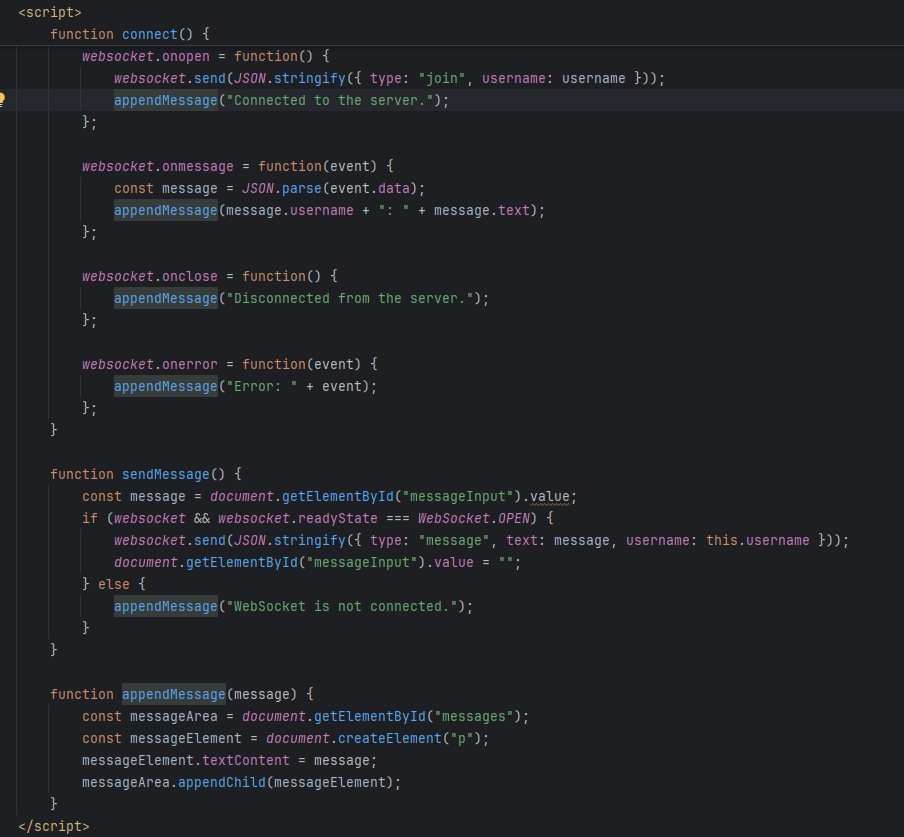 <script>
function connect() {
websocket.onopen = function() {
websocket.send(JSON.stringify({ type: "join", username: username }));
appendMessage("Connected to the server.");
};
websocket.onmessage = function(event) {
const message = JSON.parse(event.data);
appendMessage(message.username + ": " + message.text);
};
websocket.onclose = function() {
appendMessage("Disconnected from the server.");
};
websocket.onerror = function(event) {
appendMessage("Error: " + event);
};
}
function sendMessage() {
const message = document.getElementById("messageInput").value;
if (websocket && websocket.readyState === WebSocket.OPEN) {
websocket.send(JSON.stringify({ type: "message", text: message, username: this.username }));
document.getElementById("messageInput").value = "";
} else {
appendMessage("WebSocket is not connected.");
}
}
function appendMessage(message) {
const messageArea = document.getElementById("messages");
const messageElement = document.createElement("p");
messageElement.textContent = message;
messageArea.appendChild(messageElement);
}
</script>